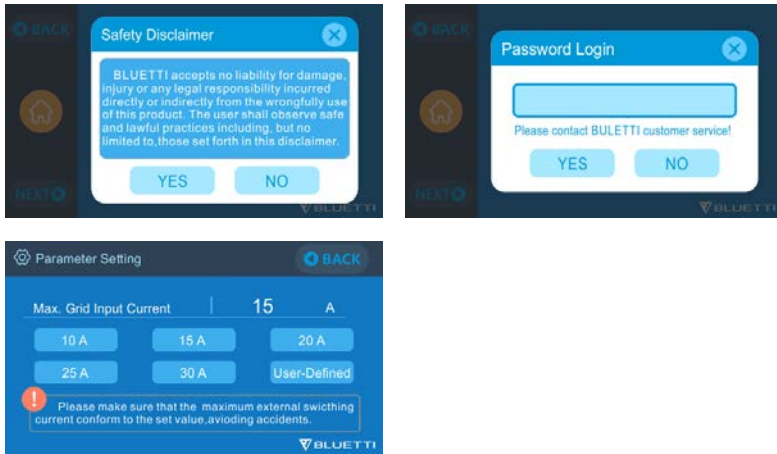 BACK
Safety Disclaimer
BLUETTI accepts no liability for damage,
injury or any legal responsibility incurred
directly or indirectly from the wrongfully use
of this product. The user shall observe safe
and lawful practices including, but no
limited to,those set forth in this disclaimer.
YES NO
NEXT
BLUETTI
BACK
Password Login
Please contact BULETTI customer service!
YES NO
NEXT
BLUETTI
Parameter Setting BACK
Max. Grid Input Current 15 A
10 A 15 A 20 A
25 A 30 A User-Defined
! Please make sure that the maximum external swicthing
current conform to the set value,avioding accidents.
BLUETTI